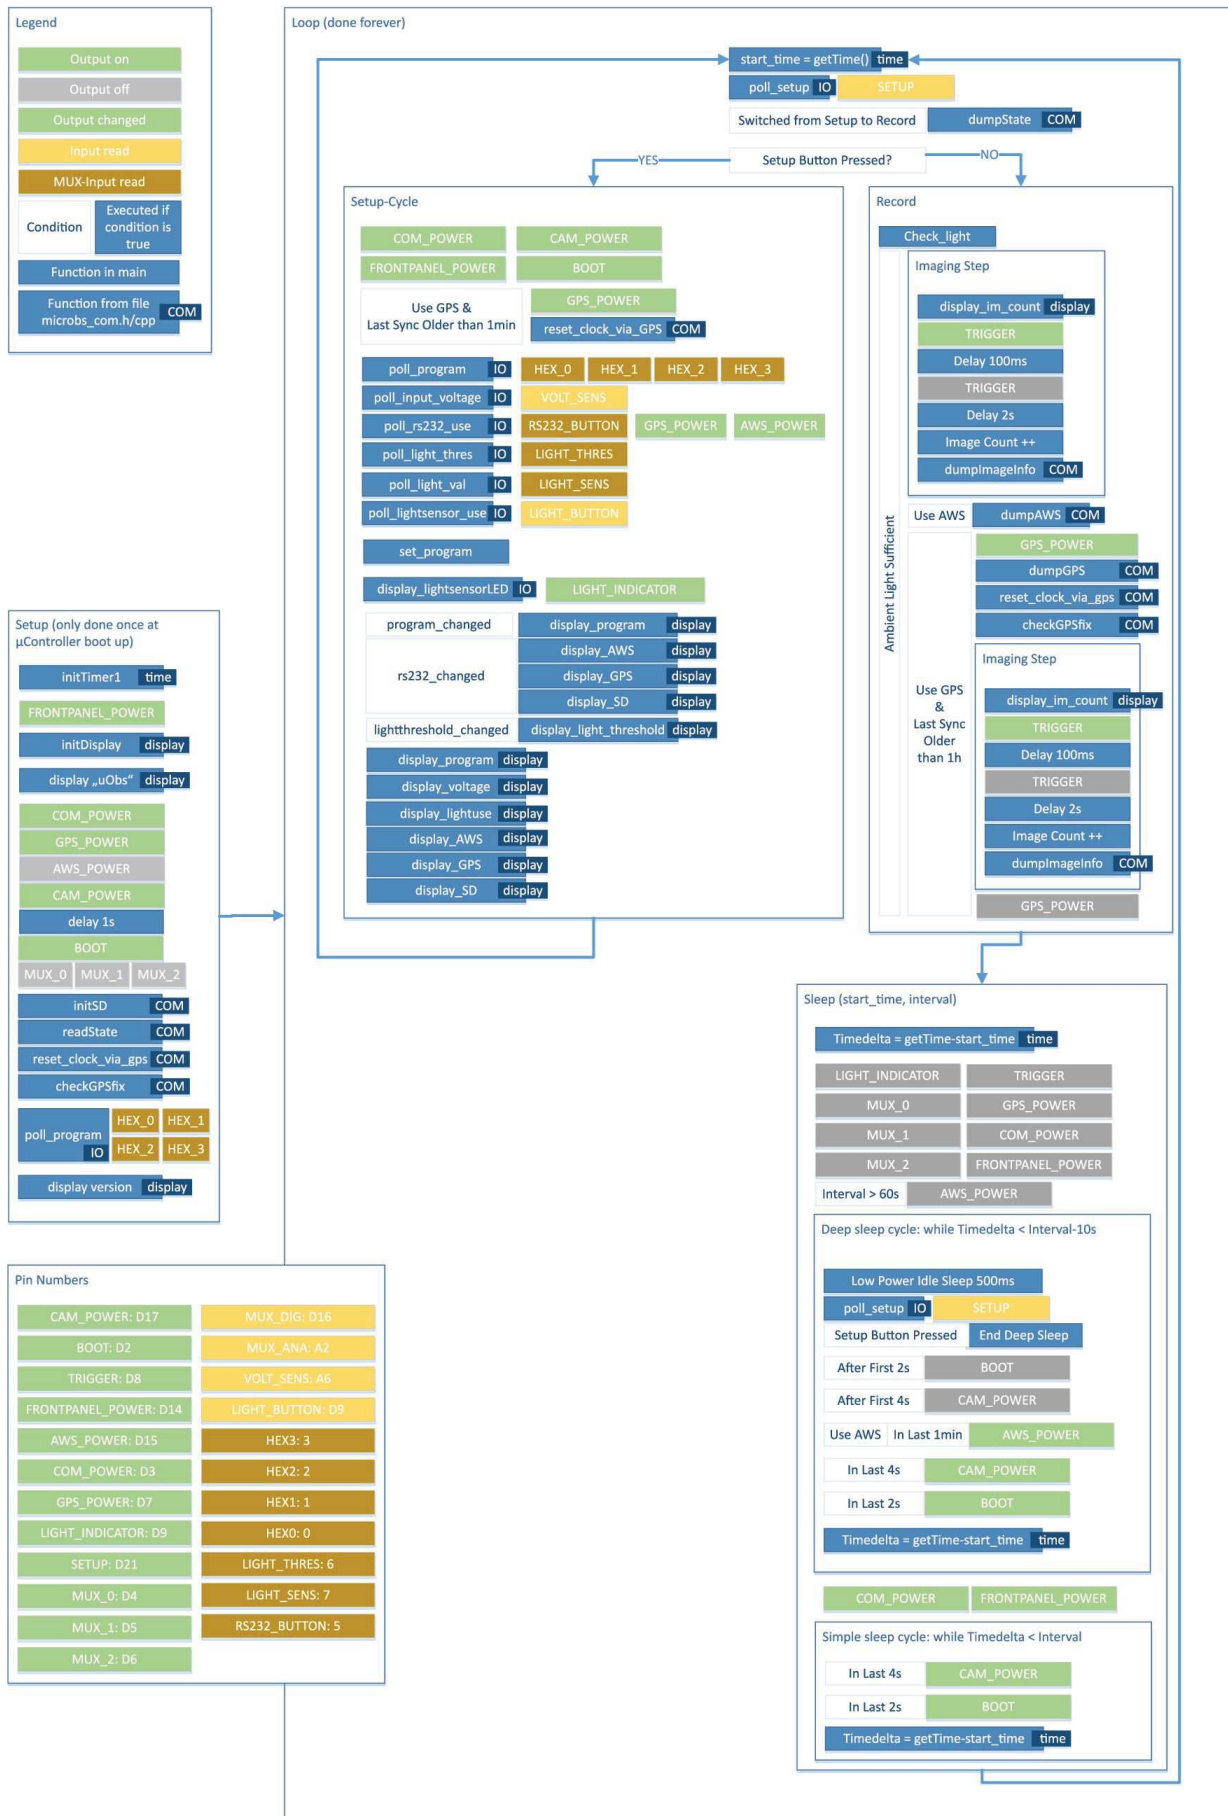 Legend
Output on
Output off
Output changed
Input read
MUX-Input read
Condition
Executed if
condition is
true
Function in main
Function from file
microbs_com.h/cpp
COM
Setup (only done once at
µController boot up)
initTimer1 time
FRONTPANEL_POWER
initDisplay display
display „uObs“ display
COM_POWER
GPS_POWER
AWS_POWER
CAM_POWER
delay 1s
BOOT
MUX_0 MUX_1 MUX_2
initSD COM
readState COM
reset_clock_via_gps COM
checkGPSfix COM
poll_program
IO
HEX_0 HEX_1
HEX_2 HEX_3
display version display
Pin Numbers
CAM_POWER: D17
BOOT: D2
TRIGGER: D8
FRONTPANEL_POWER: D14
AWS_POWER: D15
COM_POWER: D3
GPS_POWER: D7
LIGHT_INDICATOR: D9
SETUP: D21
MUX_0: D4
MUX_1: D5
MUX_2: D6
MUX_DIG: D16
MUX_ANA: A2
VOLT_SENS: A6
LIGHT_BUTTON: D9
HEX3: 3
HEX2: 2
HEX1: 1
HEX0: 0
LIGHT_THRES: 6
LIGHT_SENS: 7
RS232_BUTTON: 5
Loop (done forever)
start_time = getTime() time
poll_setup IO SETUP
Switched from Setup to Record dumpState COM
YES Setup Button Pressed? NO
Setup-Cycle
COM_POWER CAM_POWER
FRONTPANEL_POWER BOOT
Use GPS &
Last Sync Older than 1min
GPS_POWER
reset_clock_via_GPS COM
poll_program IO HEX_0 HEX_1 HEX_2 HEX_3
poll_input_voltage IO VOLT_SENS
poll_rs232_use IO RS232_BUTTON GPS_POWER AWS_POWER
poll_light_thres IO LIGHT_THRES
poll_light_val IO LIGHT_SENS
poll_lightsensor_use IO LIGHT_BUTTON
set_program
display_lightsensorLED IO LIGHT_INDICATOR
program_changed display_program display
rs232_changed
display_AWS display
display_GPS display
display_SD display
lightthreshold_changed display_light_threshold display
display_program display
display_voltage display
display_lightuse display
display_AWS display
display_GPS display
display_SD display
Record
Check_light
Ambient Light Sufficient
Imaging Step
display_im_count display
TRIGGER
Delay 100ms
TRIGGER
Delay 2s
Image Count ++
dumpImageInfo COM
Use AWS dumpAWS COM
Use GPS
&
Last Sync
Older
than 1h
GPS_POWER
dumpGPS COM
reset_clock_via_gps COM
checkGPSfix COM
Imaging Step
display_im_count display
TRIGGER
Delay 100ms
TRIGGER
Delay 2s
Image Count ++
dumpImageInfo COM
GPS_POWER
Sleep (start_time, interval)
Timedelta = getTime-start_time time
LIGHT_INDICATOR TRIGGER
MUX_0 GPS_POWER
MUX_1 COM_POWER
MUX_2 FRONTPANEL_POWER
Interval > 60s AWS_POWER
Deep sleep cycle: while Timedelta < Interval-10s
Low Power Idle Sleep 500ms
poll_setup IO SETUP
Setup Button Pressed End Deep Sleep
After First 2s BOOT
After First 4s CAM_POWER
Use AWS In Last 1min AWS_POWER
In Last 4s CAM_POWER
In Last 2s BOOT
Timedelta = getTime-start_time time
COM_POWER FRONTPANEL_POWER
Simple sleep cycle: while Timedelta < Interval
In Last 4s CAM_POWER
In Last 2s BOOT
Timedelta = getTime-start_time time